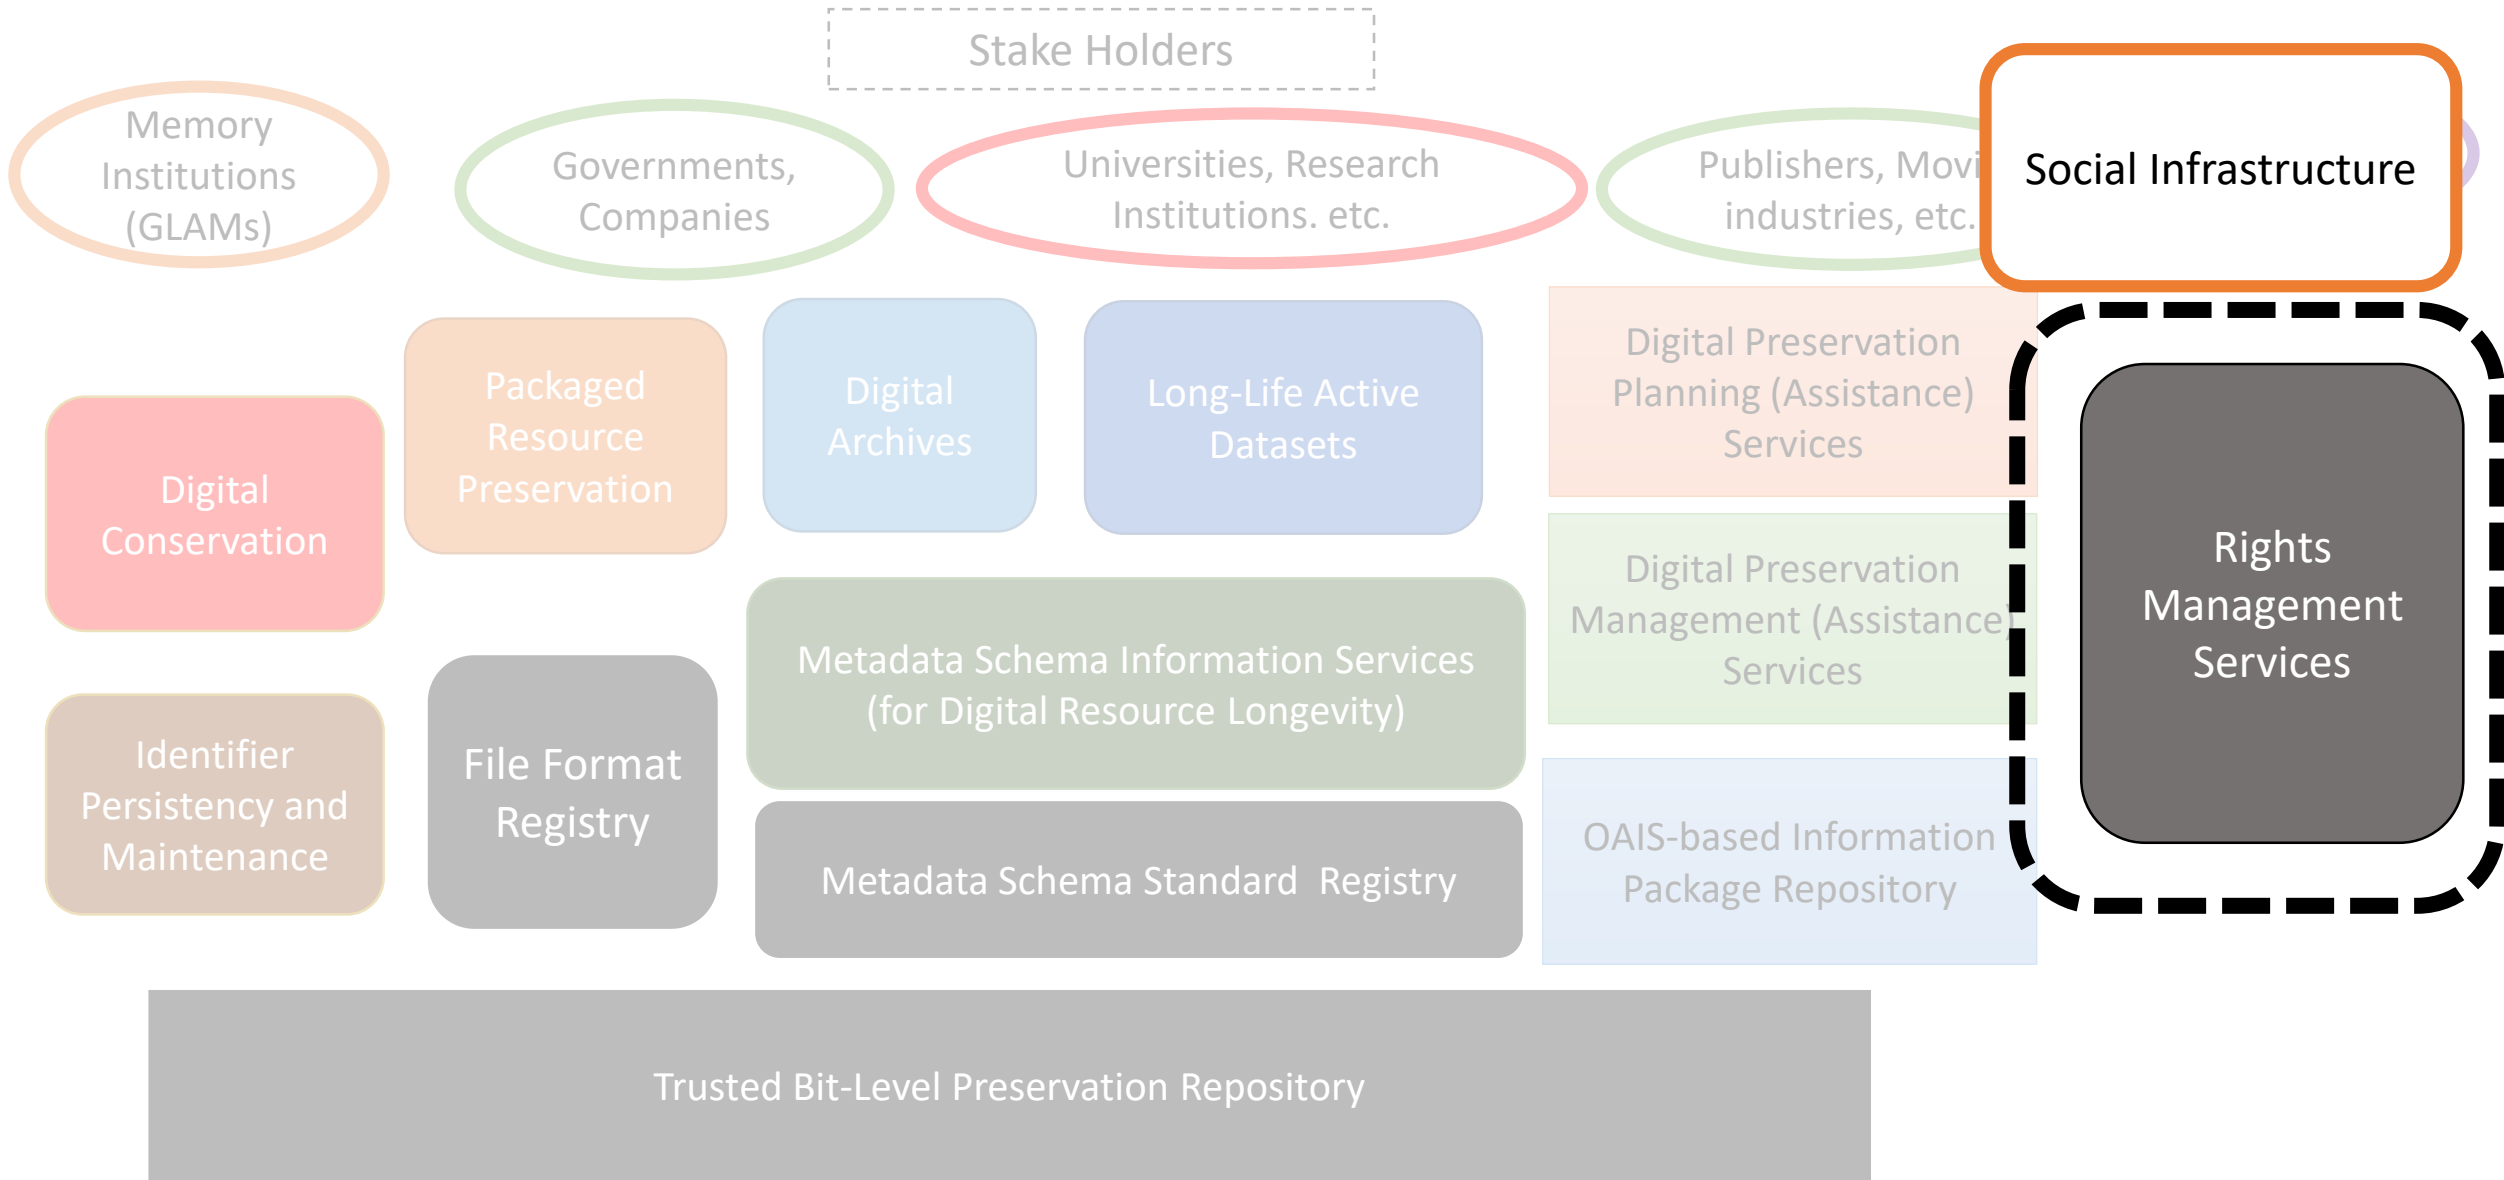 Stake Holders
Memory
Institutions
(GLAMs)
Governments,
Companies
Universities, Research
Institutions. etc.
Publishers, Movi
industries, etc.
Social Infrastructure
Digital
Conservation
Packaged
Resource
Preservation
Digital
Archives
Long-Life Active
Datasets
Digital Preservation
Planning (Assistance)
Services
Digital Preservation
Management (Assistance)
Services
Rights
Management
Services
Metadata Schema Information Services
(for Digital Resource Longevity)
Identifier
Persistency and
Maintenance
File Format
Registry
Metadata Schema Standard  Registry
OAIS-based Information
Package Repository
Trusted Bit-Level Preservation Repository